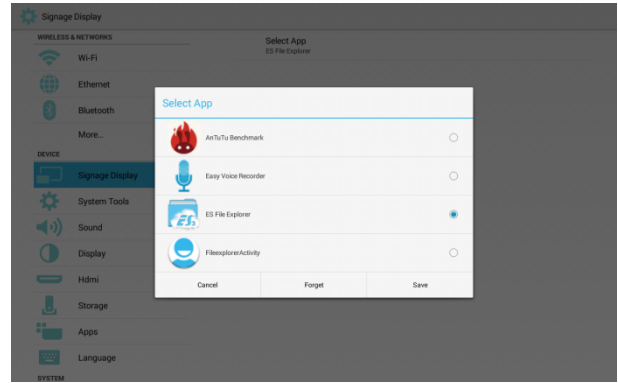 Signage Display
WIRELESS & NETWORKS
Wi-Fi
Ethernet
Bluetooth
More...
DEVICE
Signage Display
System Tools
Sound
Display
Hdmi
Storage
Apps
Language
SYSTEM
Select App
ES File Explorer
Select App
AnTuTu Benchmark
Easy Voice Recorder
ES File Explorer
FileexplorerActivity
Cancel
Forget
Save